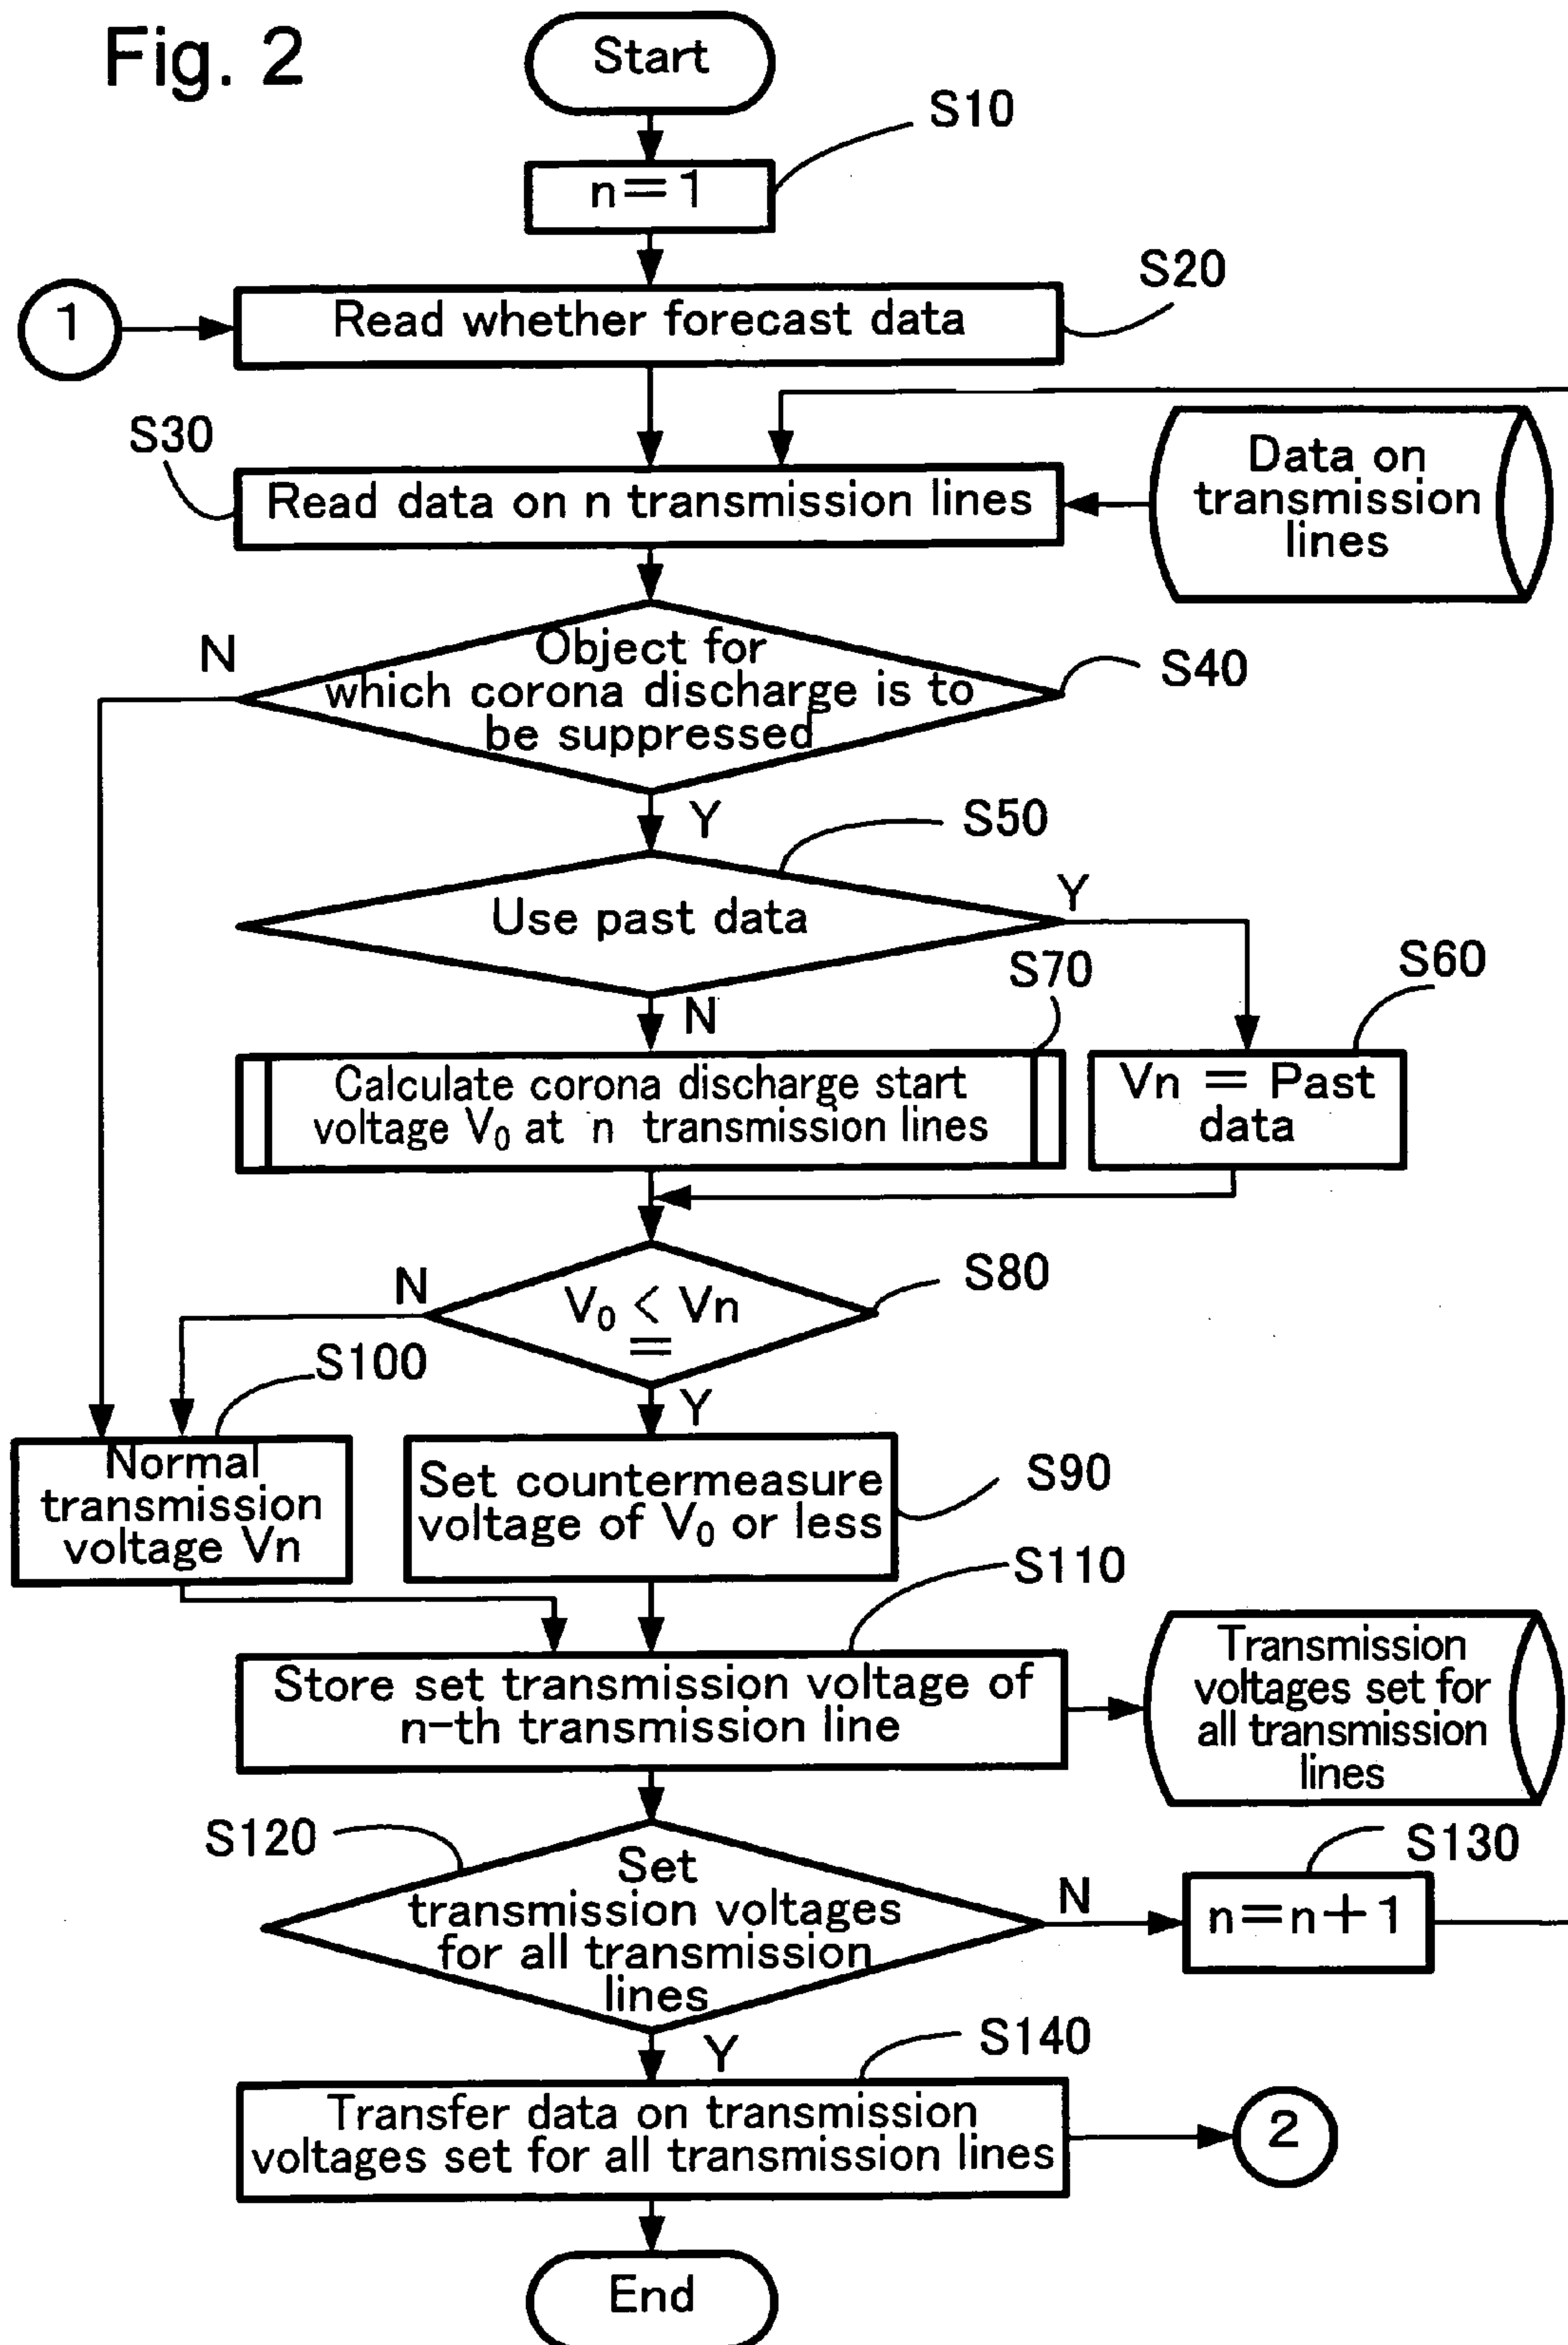 Fig. 2
Start
S10
n=1
S20
1
Read whether forecast data
S30
Data on
transmission
lines
Read data on n transmission lines
N
Object for
which corona discharge is to
be suppressed
S40
Y
S50
Use past data
Y
S70
S60
N
Calculate corona discharge start
voltage V₀ at n transmission lines
Vn = Past
data
S80
N
V₀ ≦ Vn
S100
Y
Normal
transmission
voltage Vn
Set countermeasure
voltage of V₀ or less
S90
S110
Store set transmission voltage of
n-th transmission line
Transmission
voltages set for
all transmission
lines
S120
S130
Set
transmission voltages
for all transmission
lines
N
n=n+1
Y
S140
Transfer data on transmission
voltages set for all transmission lines
2
End